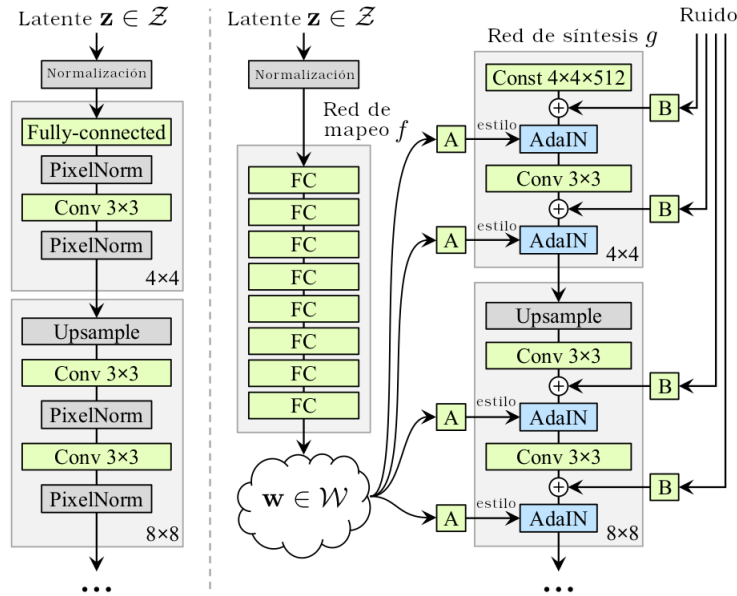 Latente z ∈ Z
Normalización
Fully-connected
PixelNorm
Conv 3×3
PixelNorm
4×4
Upsample
Conv 3×3
PixelNorm
Conv 3×3
PixelNorm
8×8
...
Latente z ∈ Z
Normalización
Red de
mapeo f
FC
FC
FC
FC
FC
FC
FC
FC
w ∈ W
Ruido
Red de síntesis g
Const 4×4×512
B
A
estilo
AdaIN
Conv 3×3
B
A
estilo
AdaIN
4×4
Upsample
Conv 3×3
B
A
estilo
AdaIN
Conv 3×3
B
A
estilo
AdaIN
8×8
...